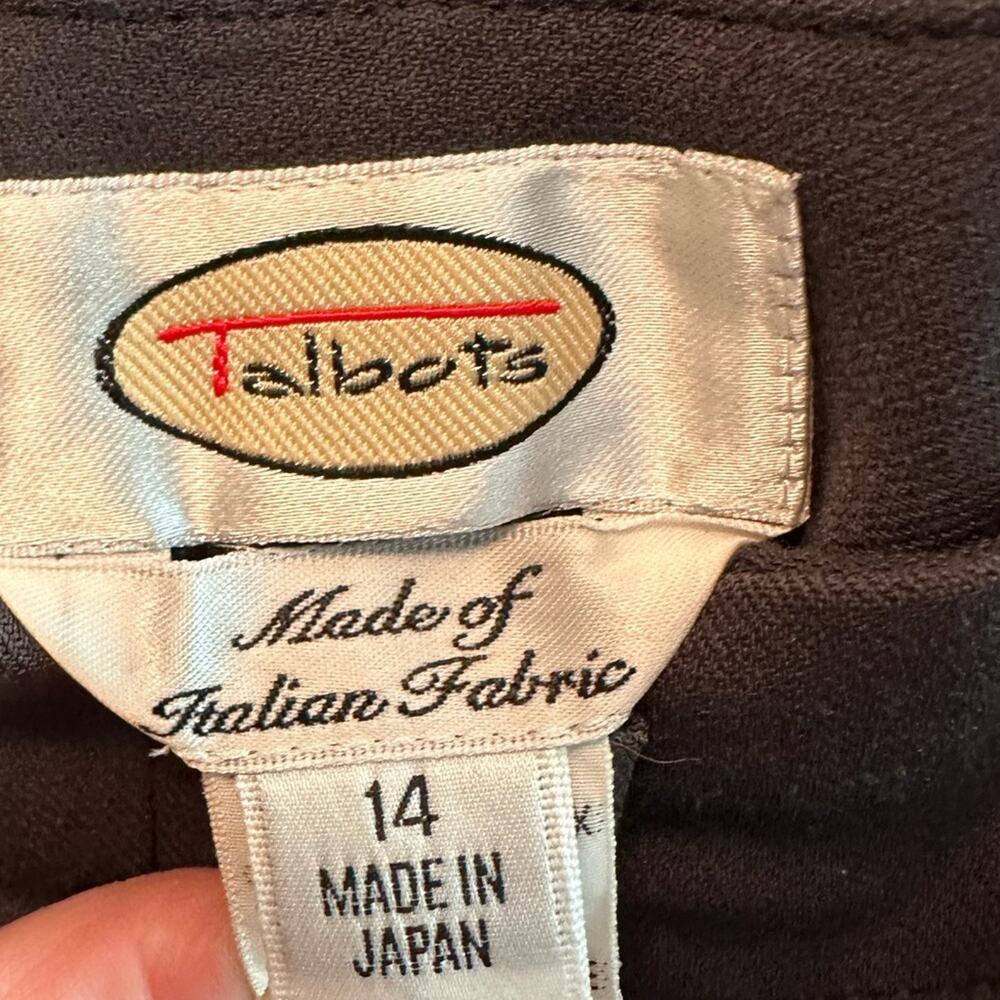 Talbots
Made of
Italian Fabric
14
MADE IN
JAPAN
X